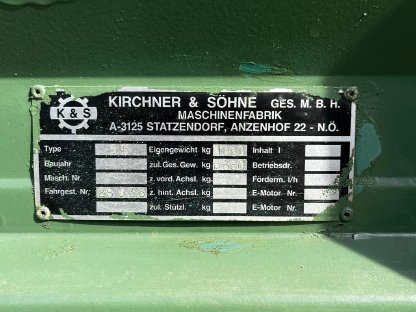 K & S
KIRCHNER & SÖHNE GES. M. B. H.
MASCHINENFABRIK
A-3125 STATZENDORF, ANZENHOF 22 - N.Ö.
Type Eigengewicht kg Inhalt l
Baujahr zul. Ges. Gew. kg Betriebsdr.
Masch. Nr. z. vord. Achsl. kg Förderm. l/h
Fahrgest. Nr. z. hint. Achsl. kg E-Motor Nr.
zul. Stützl. kg E-Motor Nr.